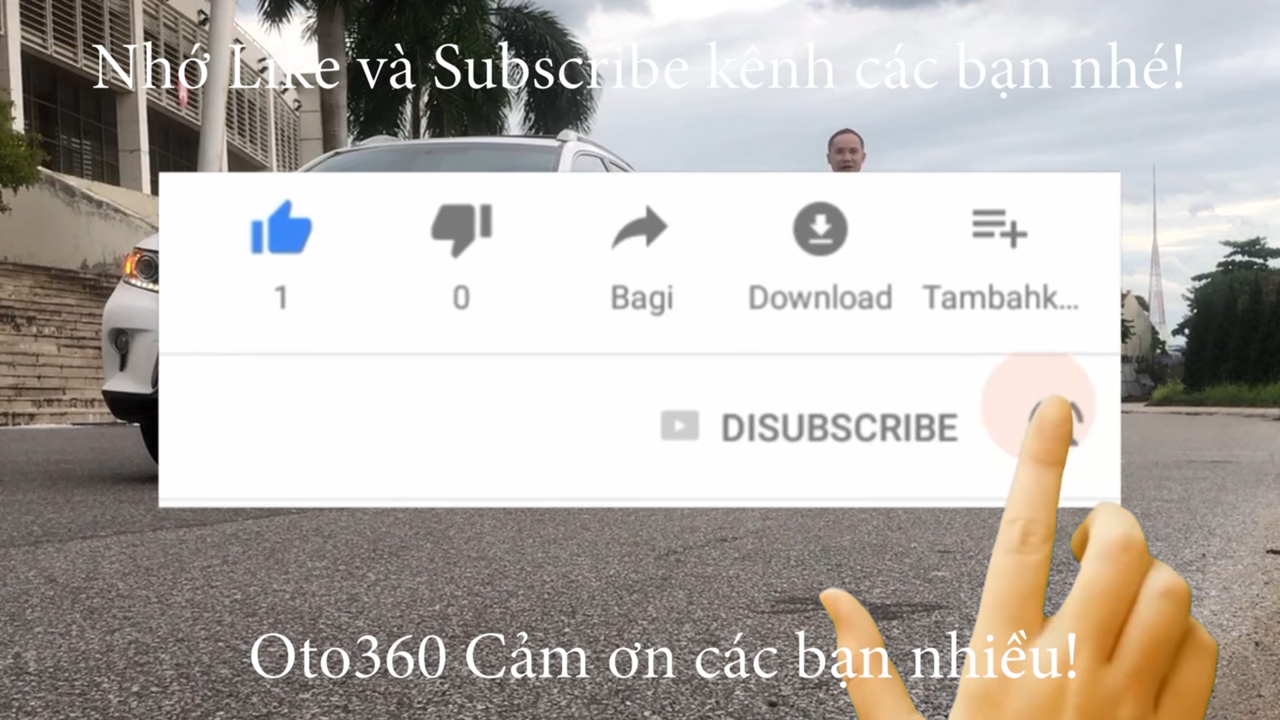 Nhớ Like và Subscribe kênh các bạn nhé!
1
0
Bagi
Download
Tambahk...
DISUBSCRIBE
Oto360 Cảm ơn các bạn nhiều!